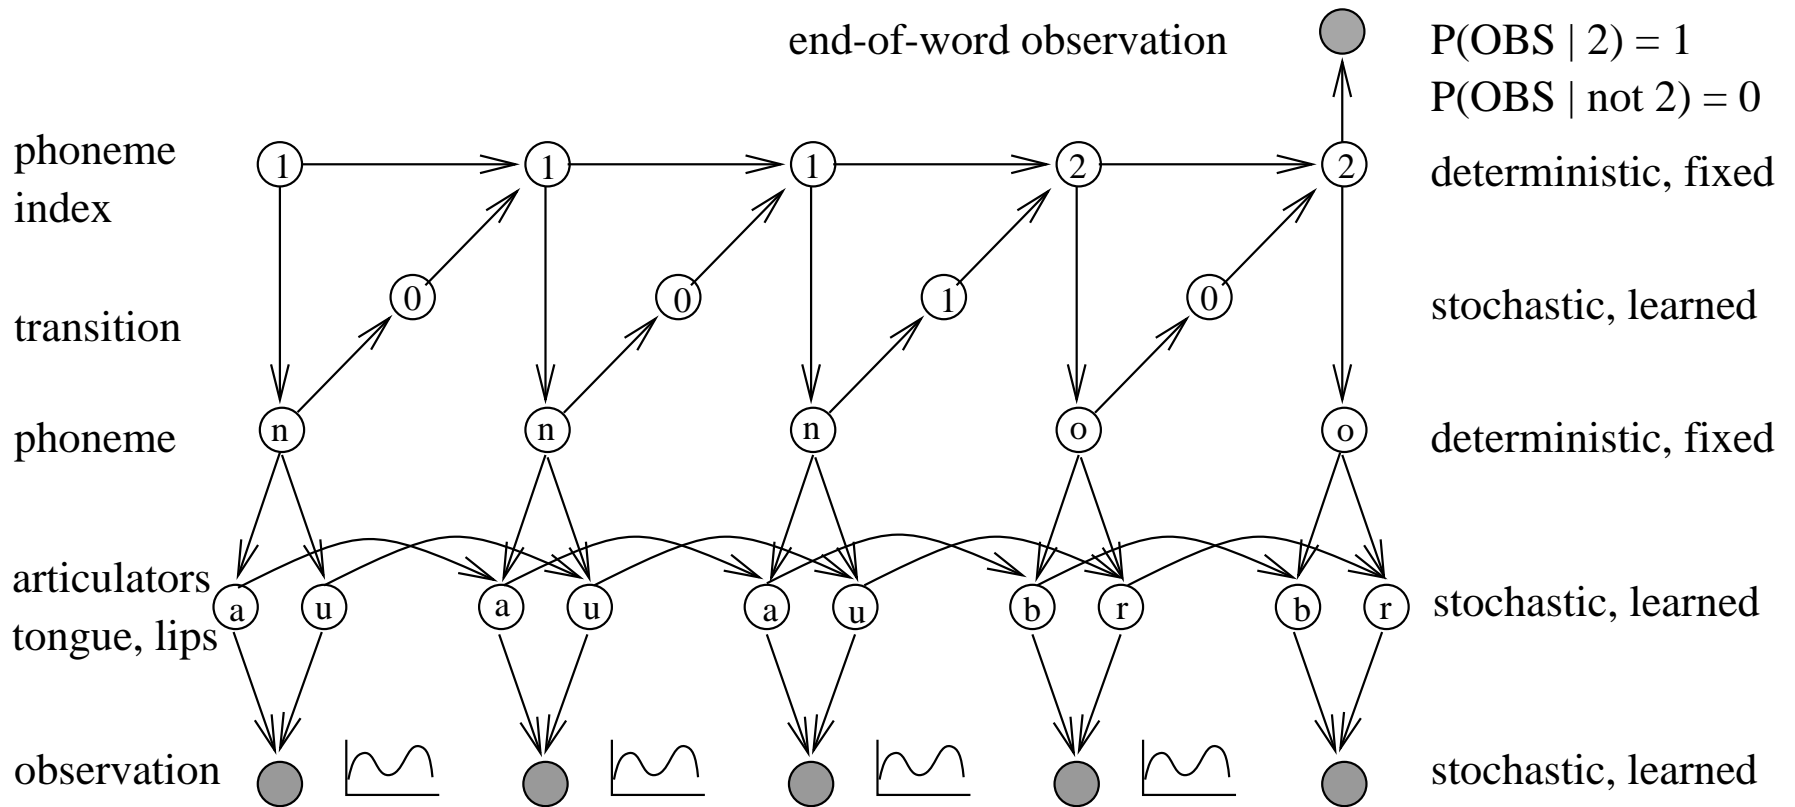 end-of-word observation P(OBS | 2) = 1
P(OBS | not 2) = 0
phoneme
index
1 1 1 2 2
deterministic, fixed
transition
0 0 1 0
stochastic, learned
phoneme
n n n o o
deterministic, fixed
articulators
tongue, lips
a u a u a u b r b r
stochastic, learned
observation
stochastic, learned